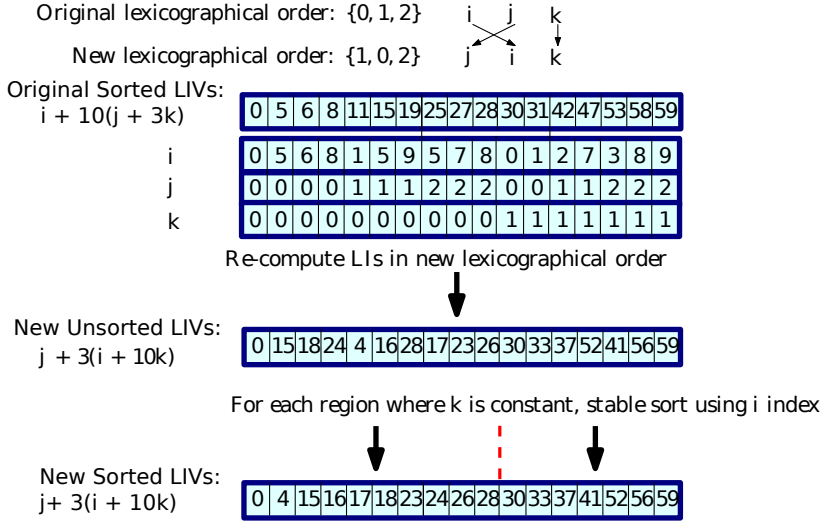 Original lexicographical order: {0, 1, 2} i j k
New lexicographical order: {1, 0, 2} j i k
Original Sorted LIVs:
i + 10(j + 3k)
0 5 6 8 11 15 19 25 27 28 30 31 42 47 53 58 59
i 0 5 6 8 1 5 9 5 7 8 0 1 2 7 3 8 9
j 0 0 0 0 1 1 1 2 2 2 0 0 1 1 2 2 2
k 0 0 0 0 0 0 0 0 0 0 1 1 1 1 1 1 1
Re-compute LIs in new lexicographical order
New Unsorted LIVs:
j + 3(i + 10k)
0 15 18 24 4 16 28 17 23 26 30 33 37 52 41 56 59
For each region where k is constant, stable sort using i index
New Sorted LIVs:
j+ 3(i + 10k)
0 4 15 16 17 18 23 24 26 28 30 33 37 41 52 56 59